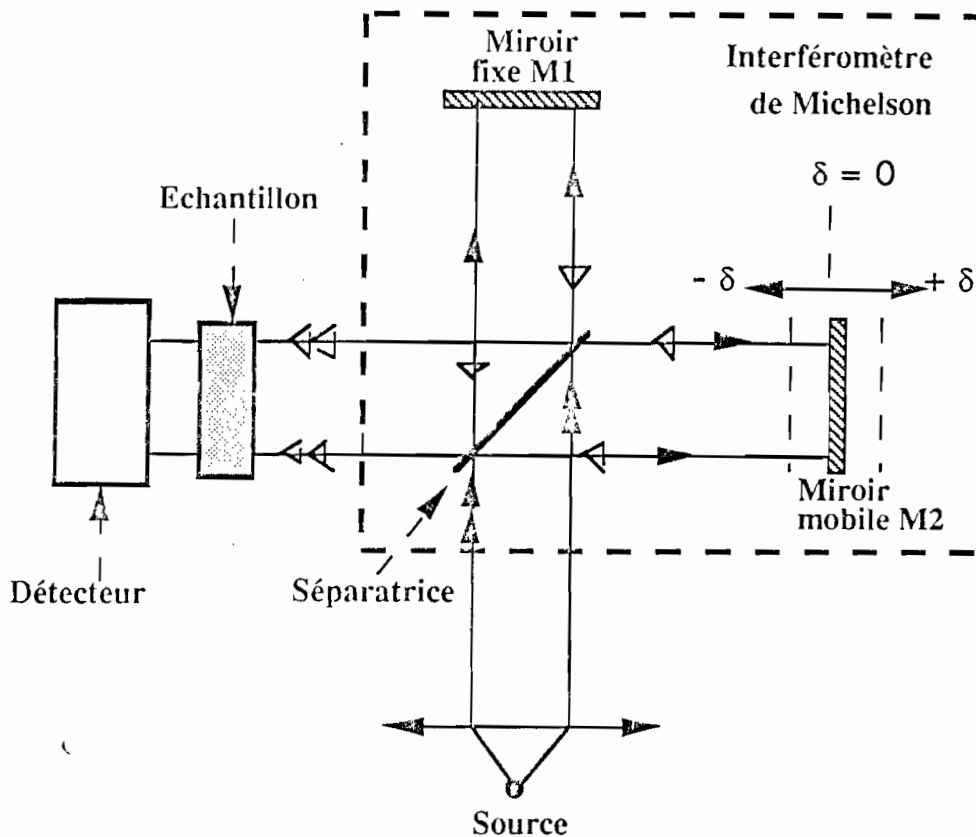 Miroir
fixe M1
Interféromètre
de Michelson
δ = 0
Echantillon
- δ
+ δ
Miroir
mobile M2
Détecteur
Séparatrice
Source